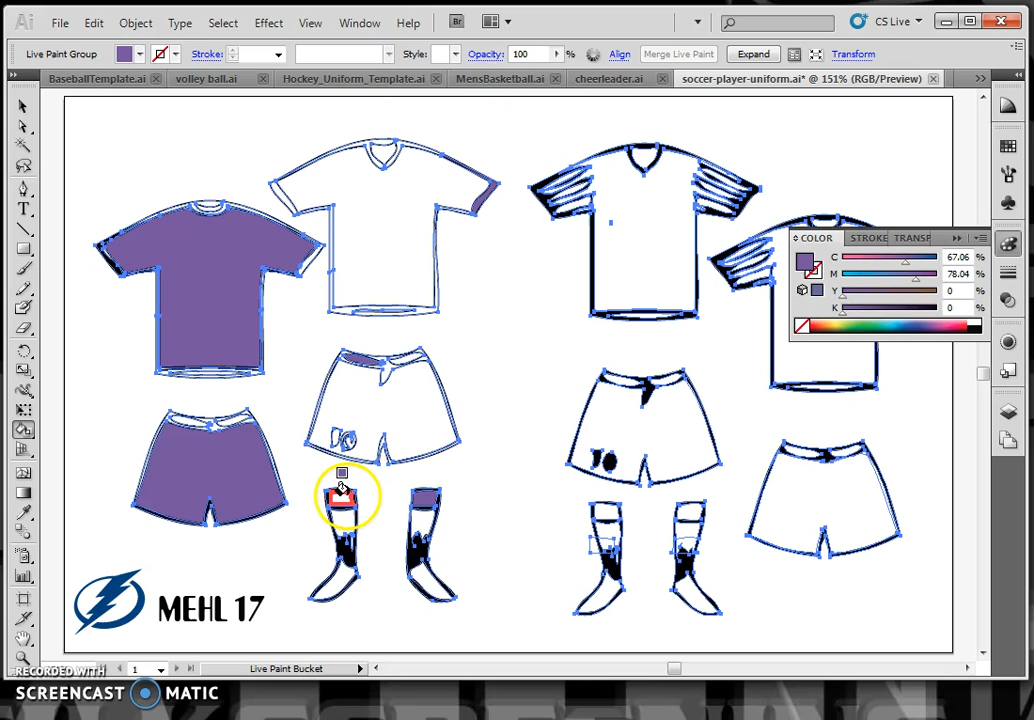 Ai File Edit Object Type Select Effect View Window Help Br CS Live
Live Paint Group Stroke: Style: Opacity: 100 % Align Merge Live Paint Expand Transform
BaseballTemplate.ai volley ball.ai Hockey_Uniform_Template.ai MensBasketball.ai cheerleader.ai soccer-player-uniform.ai* @ 151% (RGB/Preview)
COLOR STROKE TRANSF
C 67.06 %
M 78.04 %
Y 0 %
K 0 %
10
10
MEHL 17
1 Live Paint Bucket
RECORDED WITH
SCREENCAST MATIC